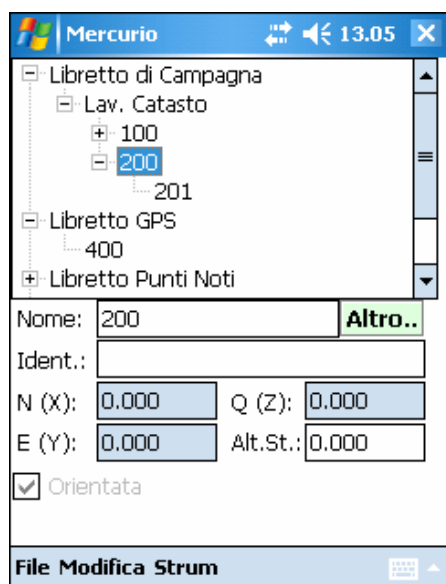 Mercurio 13.05
Libretto di Campagna
Lav. Catasto
100
200
201
Libretto GPS
400
Libretto Punti Noti
Nome: 200 Altro..
Ident.:
N (X): 0.000 Q (Z): 0.000
E (Y): 0.000 Alt.St.: 0.000
Orientata
File Modifica Strum